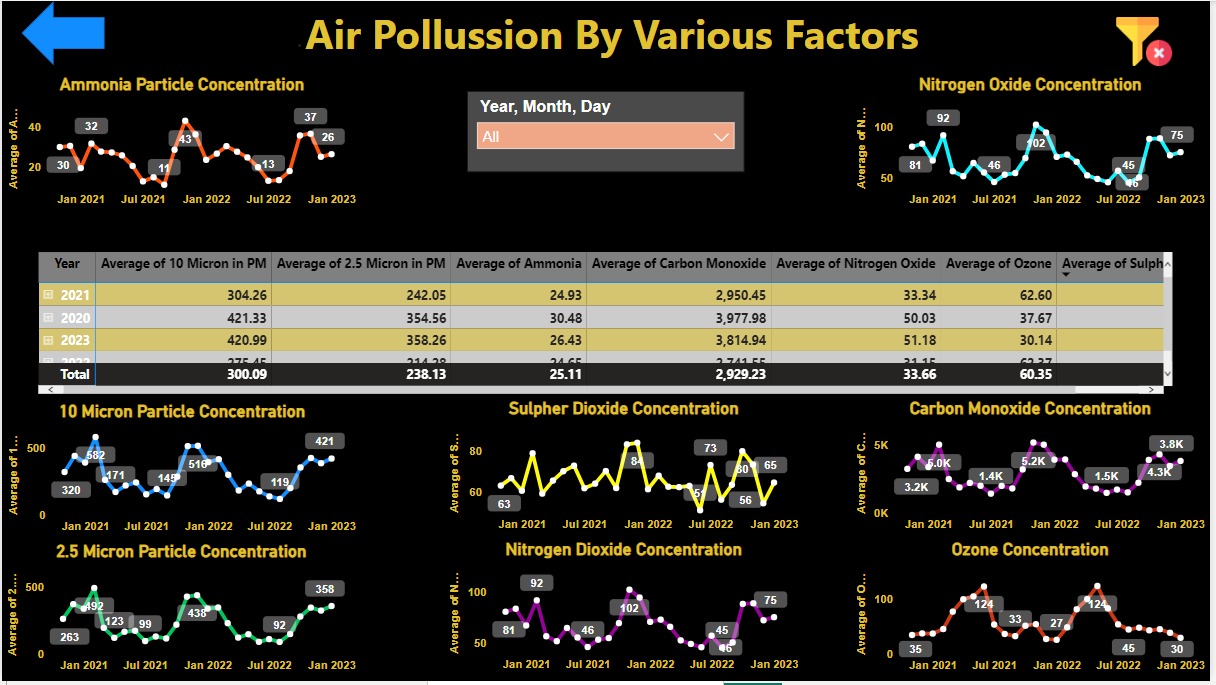 Air Pollussion By Various Factors
Ammonia Particle Concentration
Average of A...
40
20
30
32
11
43
13
37
26
Jan 2021 Jul 2021 Jan 2022 Jul 2022 Jan 2023
Year, Month, Day
All
Nitrogen Oxide Concentration
Average of N...
100
50
81
92
46
102
45
46
75
Jan 2021 Jul 2021 Jan 2022 Jul 2022 Jan 2023
Year Average of 10 Micron in PM Average of 2.5 Micron in PM Average of Ammonia Average of Carbon Monoxide Average of Nitrogen Oxide Average of Ozone Average of Sulph
2021 304.26 242.05 24.93 2,950.45 33.34 62.60
2020 421.33 354.56 30.48 3,977.98 50.03 37.67
2023 420.99 358.26 26.43 3,814.94 51.18 30.14
2022 275.45 214.28 24.65 2,741.55 31.15 62.37
Total 300.09 238.13 25.11 2,929.23 33.66 60.35
10 Micron Particle Concentration
Average of 1...
500
0
320
582
171
145
516
119
421
Jan 2021 Jul 2021 Jan 2022 Jul 2022 Jan 2023
Sulpher Dioxide Concentration
Average of S...
80
60
63
84
51
73
56
80
65
Jan 2021 Jul 2021 Jan 2022 Jul 2022 Jan 2023
Carbon Monoxide Concentration
Average of C...
5K
0K
3.2K
5.0K
1.4K
5.2K
1.5K
4.3K
3.8K
Jan 2021 Jul 2021 Jan 2022 Jul 2022 Jan 2023
2.5 Micron Particle Concentration
Average of 2....
500
0
263
492
123
99
438
92
358
Jan 2021 Jul 2021 Jan 2022 Jul 2022 Jan 2023
Nitrogen Dioxide Concentration
Average of N...
100
50
81
92
46
102
45
46
75
Jan 2021 Jul 2021 Jan 2022 Jul 2022 Jan 2023
Ozone Concentration
Average of O...
100
0
35
124
33
27
124
45
30
Jan 2021 Jul 2021 Jan 2022 Jul 2022 Jan 2023